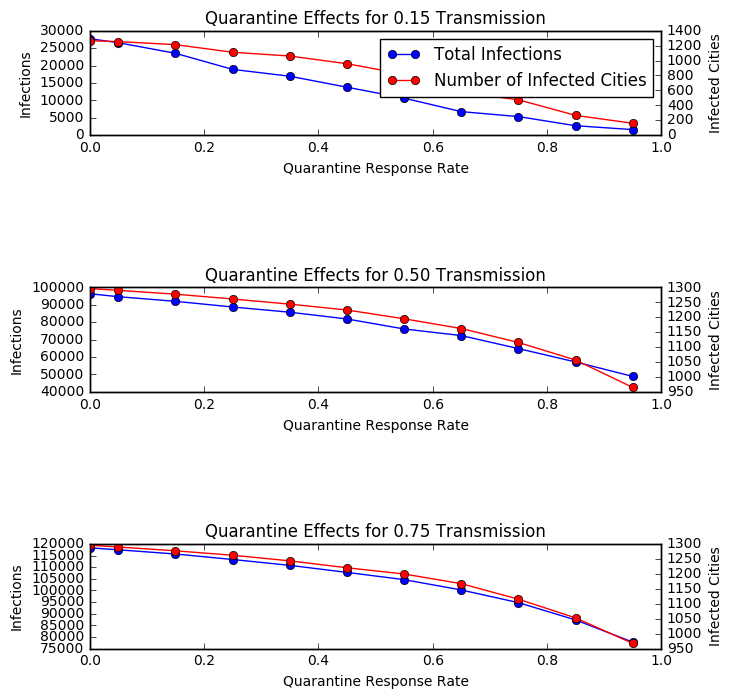 Quarantine Effects for 0.15 Transmission
30000
25000
20000
15000
10000
5000
0
Infections
1400
1200
1000
800
600
400
200
0
Infected Cities
Total Infections
Number of Infected Cities
0.0 0.2 0.4 0.6 0.8 1.0
Quarantine Response Rate
Quarantine Effects for 0.50 Transmission
100000
90000
80000
70000
60000
50000
40000
Infections
1300
1250
1200
1150
1100
1050
1000
950
Infected Cities
0.0 0.2 0.4 0.6 0.8 1.0
Quarantine Response Rate
Quarantine Effects for 0.75 Transmission
120000
115000
110000
105000
100000
95000
90000
85000
80000
75000
Infections
1300
1250
1200
1150
1100
1050
1000
950
Infected Cities
0.0 0.2 0.4 0.6 0.8 1.0
Quarantine Response Rate